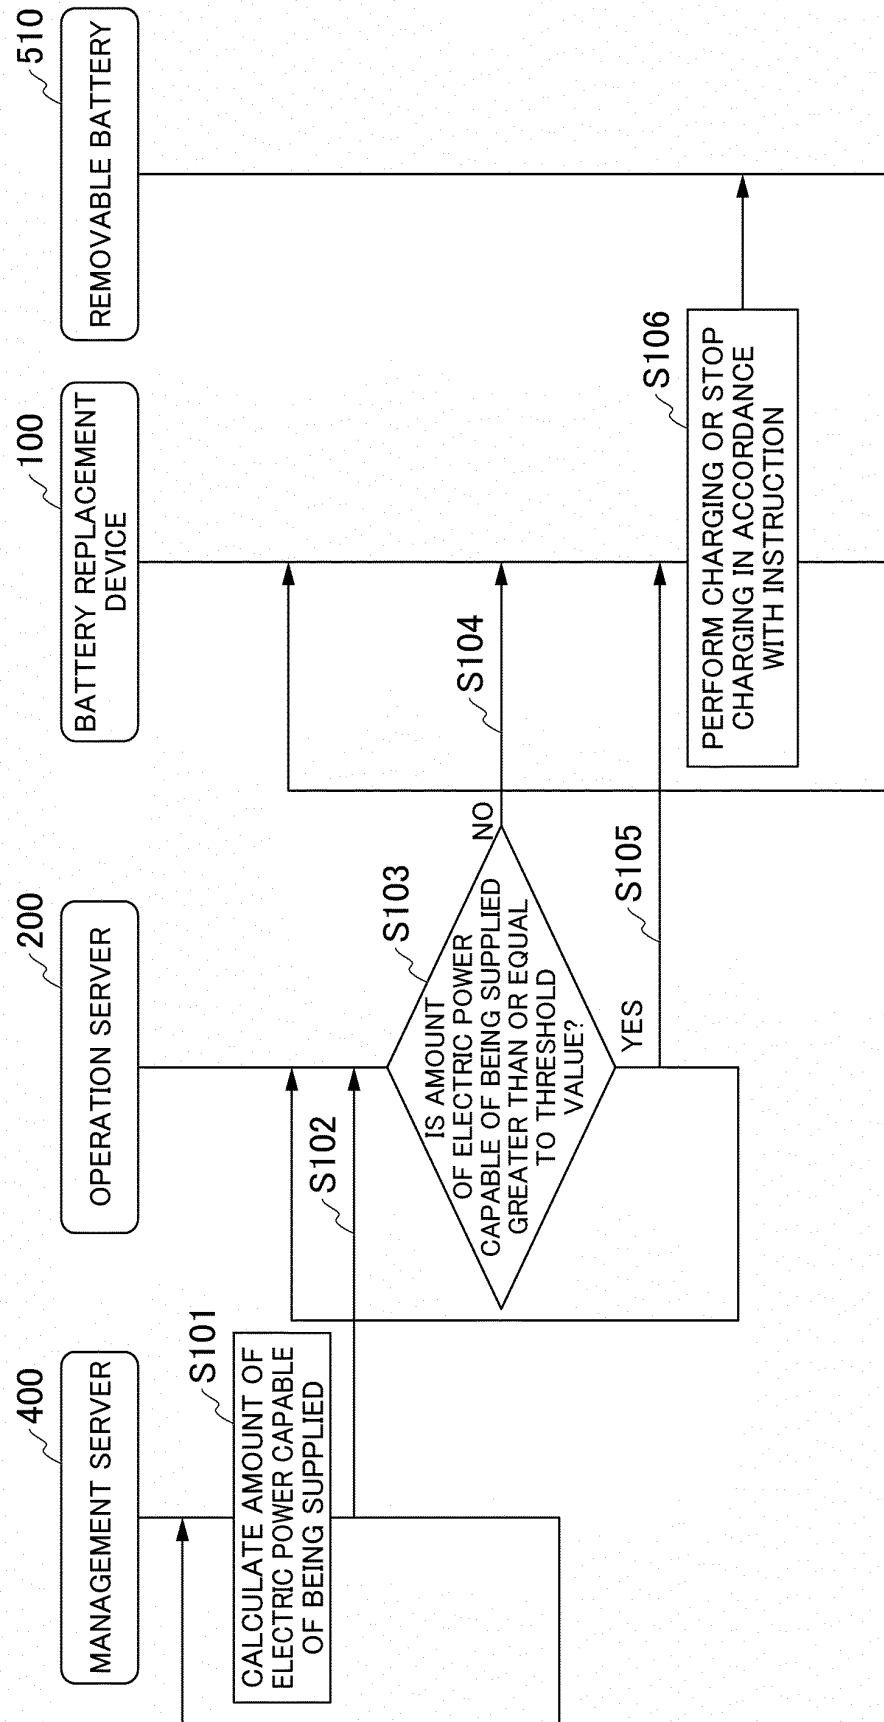 400
MANAGEMENT SERVER
200
OPERATION SERVER
100
BATTERY REPLACEMENT
DEVICE
510
REMOVABLE BATTERY
S101
CALCULATE AMOUNT OF
ELECTRIC POWER CAPABLE
OF BEING SUPPLIED
S102
S103
IS AMOUNT
OF ELECTRIC POWER
CAPABLE OF BEING SUPPLIED
GREATER THAN OR EQUAL
TO THRESHOLD
VALUE?
NO
S104
YES
S105
S106
PERFORM CHARGING OR STOP
CHARGING IN ACCORDANCE
WITH INSTRUCTION